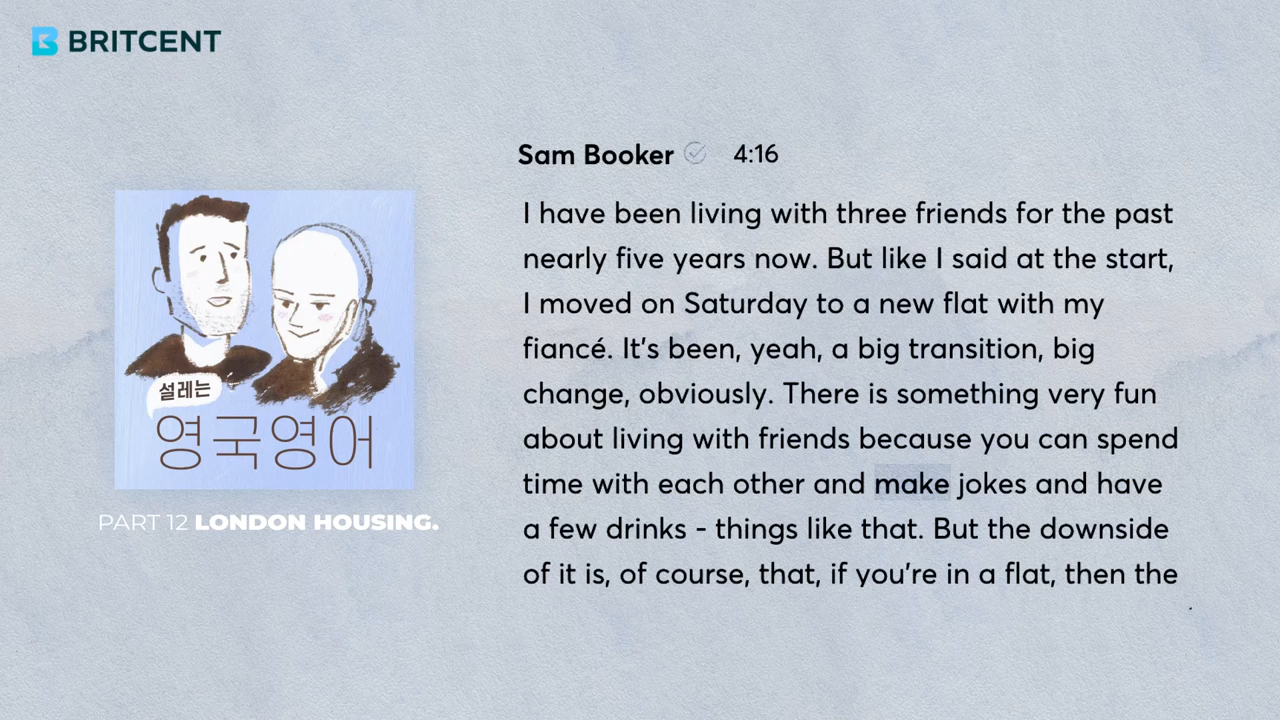 BRITCENT
Sam Booker 4:16
I have been living with three friends for the past
nearly five years now. But like I said at the start,
I moved on Saturday to a new flat with my
fiancé. It's been, yeah, a big transition, big
change, obviously. There is something very fun
about living with friends because you can spend
time with each other and make jokes and have
a few drinks - things like that. But the downside
of it is, of course, that, if you're in a flat, then the
설레는
영국영어
PART 12 LONDON HOUSING.